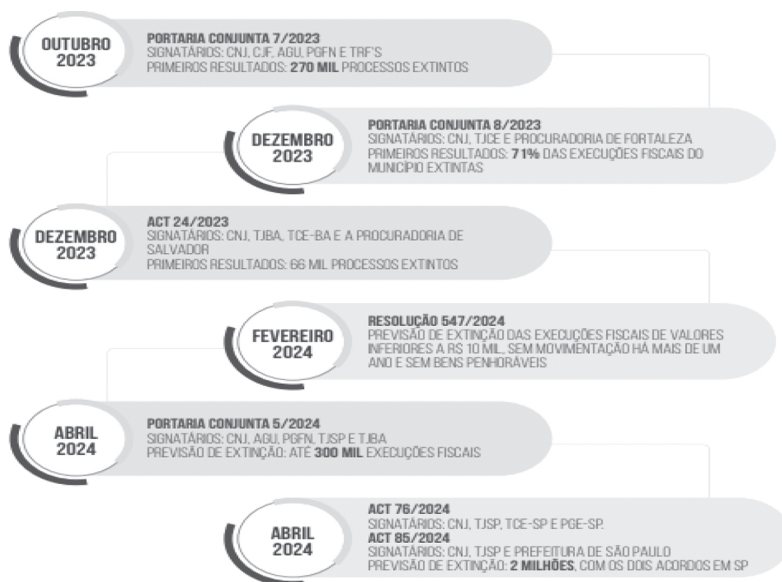 OUTUBRO
2023
PORTARIA CONJUNTA 7/2023
SIGNATÁRIOS: CNJ, CJF, AGU, PGFN E TRF'S
PRIMEIROS RESULTADOS: 270 MIL PROCESSOS EXTINTOS
DEZEMBRO
2023
PORTARIA CONJUNTA 8/2023
SIGNATÁRIOS: CNJ, TJCE E PROCURADORIA DE FORTALEZA
PRIMEIROS RESULTADOS: 71% DAS EXECUÇÕES FISCAIS DO
MUNICÍPIO EXTINTAS
DEZEMBRO
2023
ACT 24/2023
SIGNATÁRIOS: CNJ, TJBA, TCE-BA E A PROCURADORIA DE
SALVADOR
PRIMEIROS RESULTADOS: 66 MIL PROCESSOS EXTINTOS
FEVEREIRO
2024
RESOLUÇÃO 547/2024
PREVISÃO DE EXTINÇÃO DAS EXECUÇÕES FISCAIS DE VALORES
INFERIORES A R$ 10 MIL, SEM MOVIMENTAÇÃO HÁ MAIS DE UM
ANO E SEM BENS PENHORÁVEIS
ABRIL
2024
PORTARIA CONJUNTA 5/2024
SIGNATÁRIOS: CNJ, AGU, PGFN, TJSP E TJBA
PREVISÃO DE EXTINÇÃO: ATÉ 300 MIL EXECUÇÕES FISCAIS
ABRIL
2024
ACT 76/2024
SIGNATÁRIOS: CNJ, TJSP, TCE-SP E PGE-SP.
ACT 85/2024
SIGNATÁRIOS: CNJ, TJSP E PREFEITURA DE SÃO PAULO
PREVISÃO DE EXTINÇÃO: 2 MILHÕES, COM OS DOIS ACORDOS EM SP